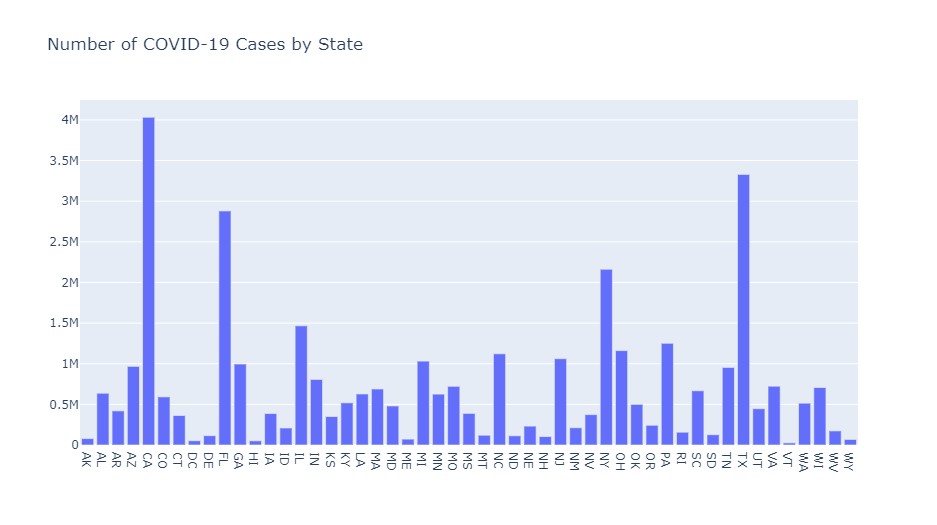 Number of COVID-19 Cases by State
4M
3.5M
3M
2.5M
2M
1.5M
1M
0.5M
0
AK AL AR AZ CA CO CT DC DE FL GA HI IA ID IL IN KS KY LA MA MD ME MI MN MO MS MT NC ND NE NH NJ NM NV NY OH OK OR PA RI SC SD TN TX UT VA VT WA WI WV WY